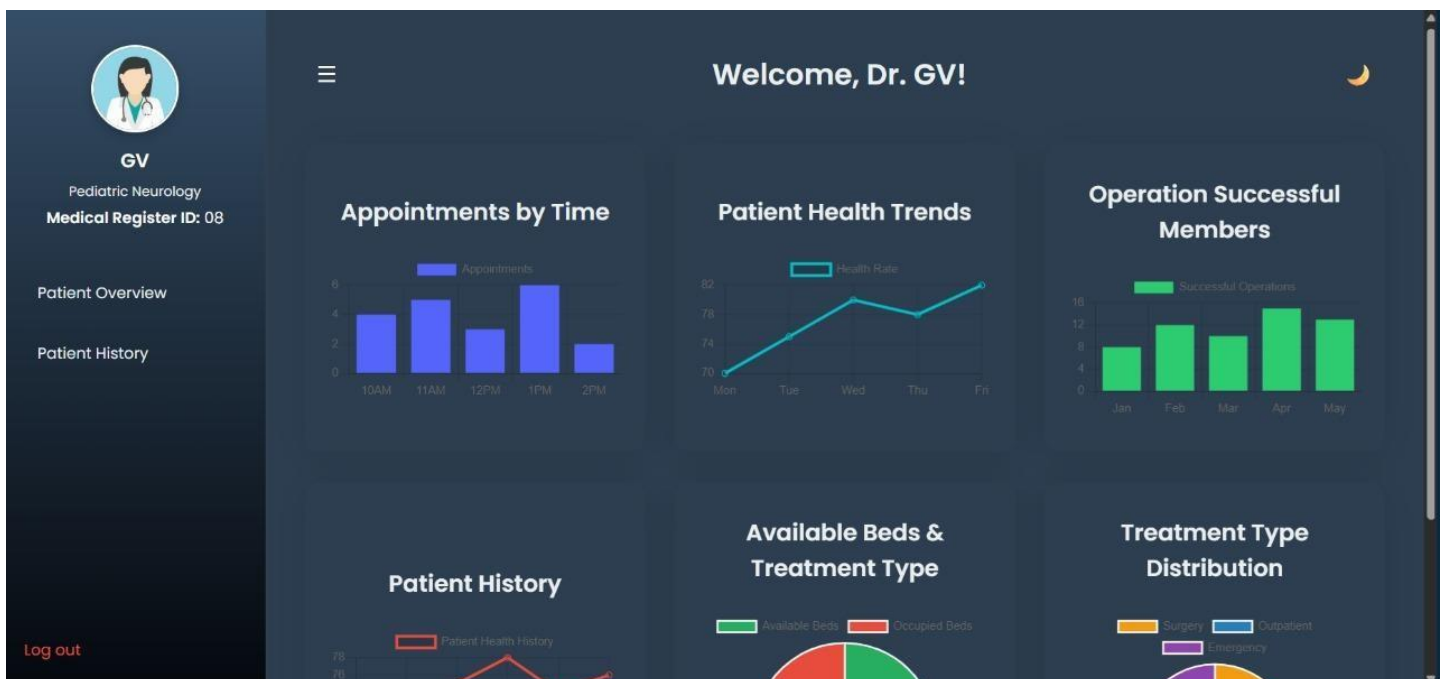 GV
Pediatric Neurology
Medical Register ID: 08
Patient Overview
Patient History
Log out
Welcome, Dr. GV!
Appointments by Time
Appointments
6
4
2
0
10AM 11AM 12PM 1PM 2PM
Patient Health Trends
Health Rate
82
78
74
70
Mon Tue Wed Thu Fri
Operation Successful
Members
Successful Operations
16
12
8
4
0
Jan Feb Mar Apr May
Patient History
Patient Health History
78
76
Available Beds &
Treatment Type
Available Beds Occupied Beds
Treatment Type
Distribution
Surgery Outpatient
Emergency